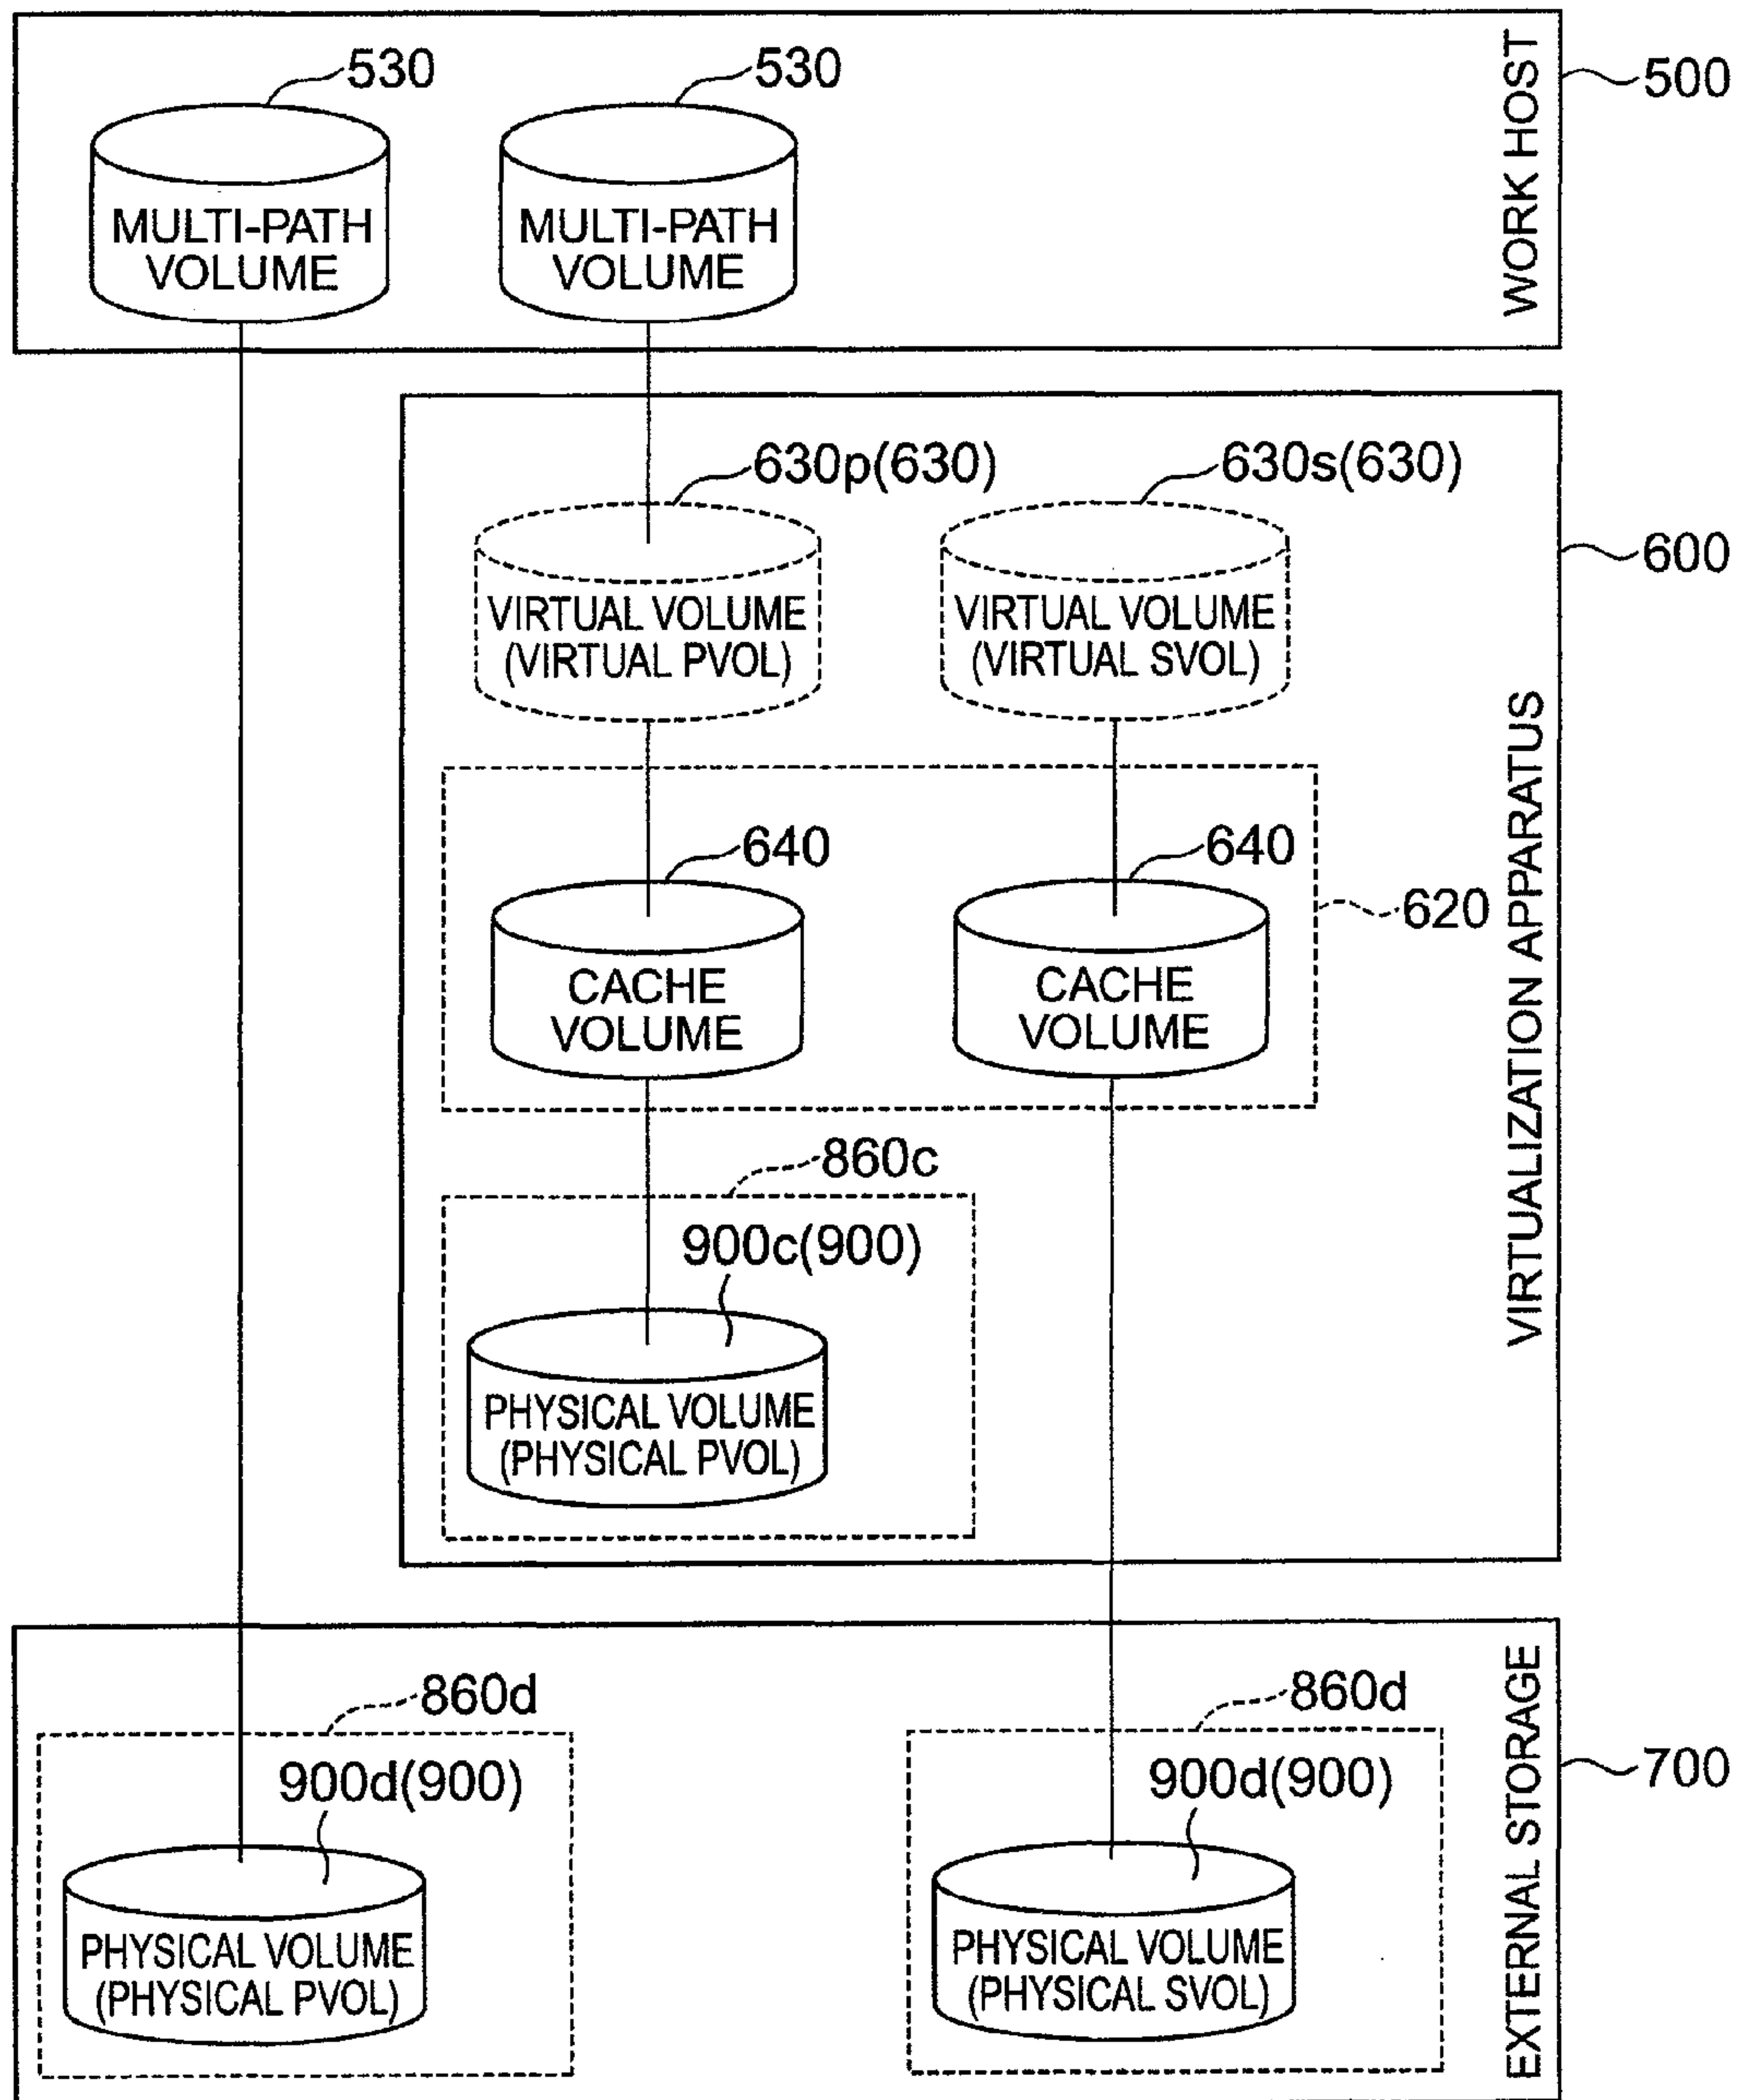 530
530
MULTI-PATH
VOLUME
MULTI-PATH
VOLUME
WORK HOST
500
630p(630)
630s(630)
VIRTUAL VOLUME
(VIRTUAL PVOL)
VIRTUAL VOLUME
(VIRTUAL SVOL)
600
640
640
620
CACHE
VOLUME
CACHE
VOLUME
VIRTUALIZATION APPARATUS
860c
900c(900)
PHYSICAL VOLUME
(PHYSICAL PVOL)
860d
900d(900)
PHYSICAL VOLUME
(PHYSICAL PVOL)
860d
900d(900)
PHYSICAL VOLUME
(PHYSICAL SVOL)
EXTERNAL STORAGE
700